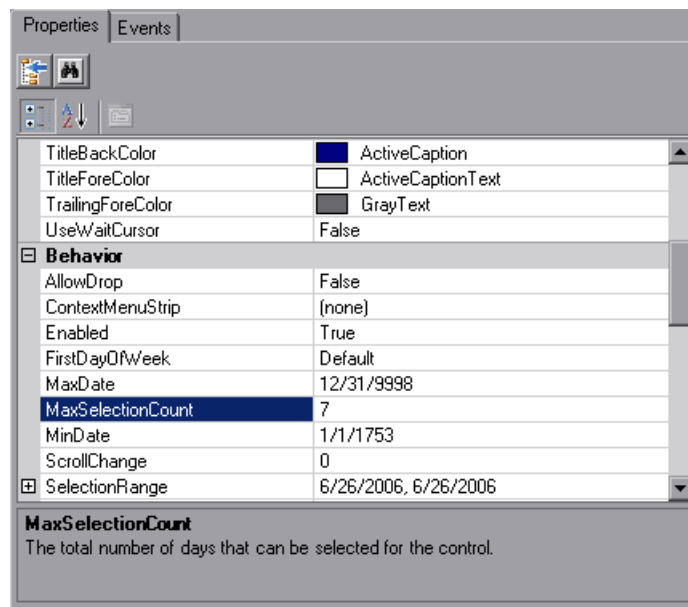 Properties Events
TitleBackColor ActiveCaption
TitleForeColor ActiveCaptionText
TrailingForeColor GrayText
UseWaitCursor False
Behavior
AllowDrop False
ContextMenuStrip (none)
Enabled True
FirstDayOfWeek Default
MaxDate 12/31/9998
MaxSelectionCount 7
MinDate 1/1/1753
ScrollChange 0
SelectionRange 6/26/2006, 6/26/2006
MaxSelectionCount
The total number of days that can be selected for the control.